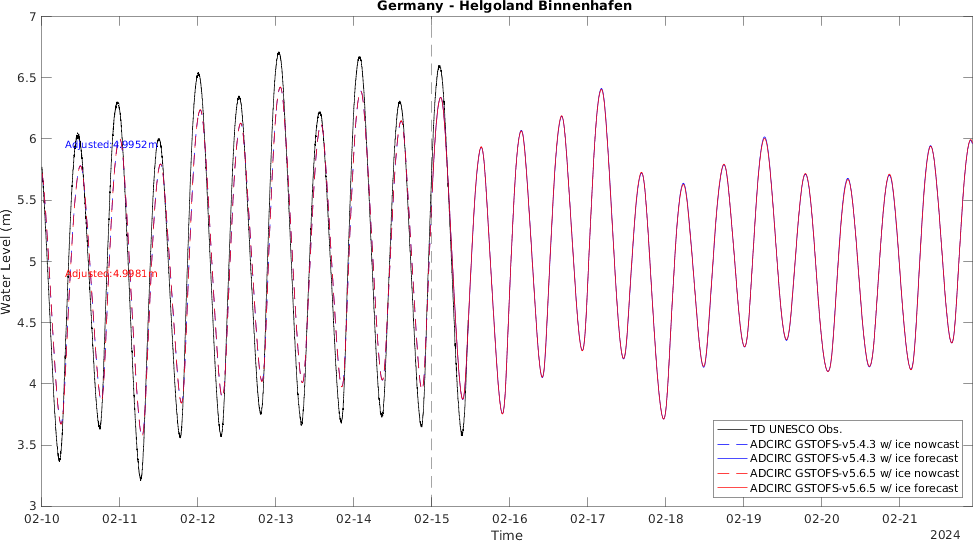 Germany - Helgoland Binnenhafen
7
6.5
6
5.5
5
4.5
4
3.5
3
Water Level (m)
Adjusted:4.9952m
Adjusted:4.9981m
TD UNESCO Obs.
ADCIRC GSTOFS-v5.4.3 w/ ice nowcast
ADCIRC GSTOFS-v5.4.3 w/ ice forecast
ADCIRC GSTOFS-v5.6.5 w/ ice nowcast
ADCIRC GSTOFS-v5.6.5 w/ ice forecast
02-10 02-11 02-12 02-13 02-14 02-15 02-16 02-17 02-18 02-19 02-20 02-21
Time
2024